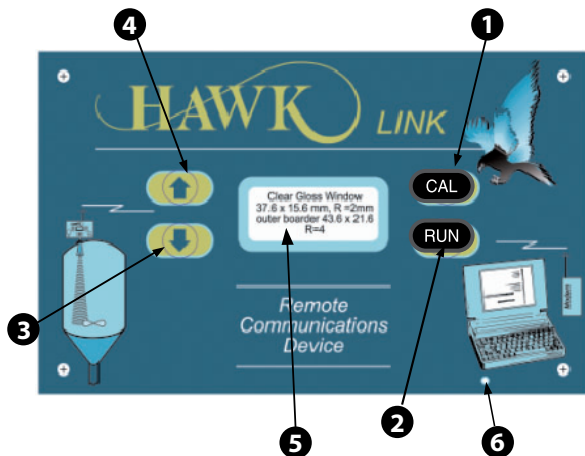 4
1
HAWK LINK
CAL
Clear Gloss Window
37.6 x 15.6 mm, R =2mm
outer boarder 43.6 x 21.6
R=4
RUN
3
Remote
Communications
Device
Modem
2
5
6